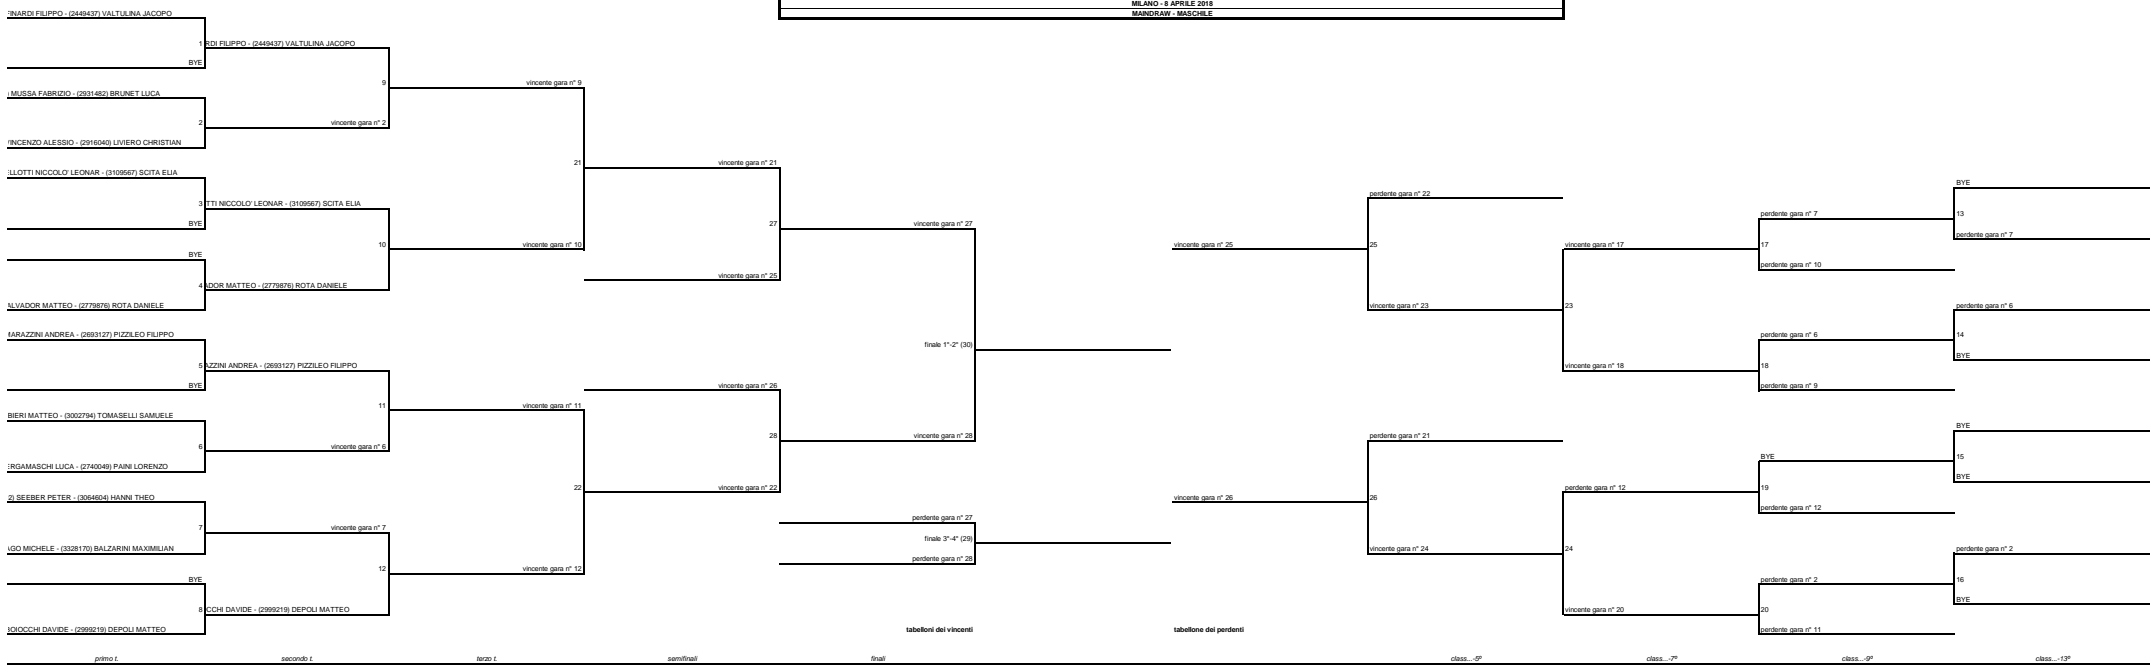 MILANO - 8 APRILE 2018
MAINDRAW - MASCHILE
FINARDI FILIPPO - (2449437) VALTULINA JACOPO
1
RDI FILIPPO - (2449437) VALTULINA JACOPO
BYE
9
vincente gara n° 9
MUSSA FABRIZIO - (2931482) BRUNET LUCA
2
vincente gara n° 2
VINCENZO ALESSIO - (2916040) LIVIERO CHRISTIAN
21
vincente gara n° 21
ELLOTTI NICCOLO' LEONAR - (3109567) SCITA ELIA
3
TTI NICCOLO' LEONAR - (3109567) SCITA ELIA
BYE
27
vincente gara n° 27
10
vincente gara n° 10
BYE
vincente gara n° 25
4
ADOR MATTEO - (2779876) ROTA DANIELE
ALVADOR MATTEO - (2779876) ROTA DANIELE
MARAZZINI ANDREA - (2693127) PIZZILEO FILIPPO
finale 1°-2° (30)
5
AZZINI ANDREA - (2693127) PIZZILEO FILIPPO
BYE
vincente gara n° 26
11
vincente gara n° 11
BIERI MATTEO - (3002794) TOMASELLI SAMUELE
28
vincente gara n° 28
6
vincente gara n° 6
ERGAMASCHI LUCA - (2740049) PAINI LORENZO
22
vincente gara n° 22
2) SEEBER PETER - (3064604) HANNI THEO
perdente gara n° 27
7
vincente gara n° 7
finale 3°-4° (29)
AGO MICHELE - (3328170) BALZARINI MAXIMILIAN
perdente gara n° 28
12
vincente gara n° 12
BYE
8
CCHI DAVIDE - (2999219) DEPOLI MATTEO
BOIOCCHI DAVIDE - (2999219) DEPOLI MATTEO
tabelloni dei vincenti
tabellone dei perdenti
perdente gara n° 22
BYE
13
perdente gara n° 7
perdente gara n° 7
vincente gara n° 25
25
vincente gara n° 17
17
perdente gara n° 10
vincente gara n° 23
23
perdente gara n° 6
perdente gara n° 6
14
BYE
vincente gara n° 18
18
perdente gara n° 9
perdente gara n° 21
BYE
BYE
15
BYE
vincente gara n° 26
26
perdente gara n° 12
19
perdente gara n° 12
vincente gara n° 24
24
perdente gara n° 2
perdente gara n° 2
16
BYE
vincente gara n° 20
20
perdente gara n° 11
primo t.
secondo t.
terzo t.
semifinali
finali
class...-5º
class...-7º
class...-9º
class...-13º